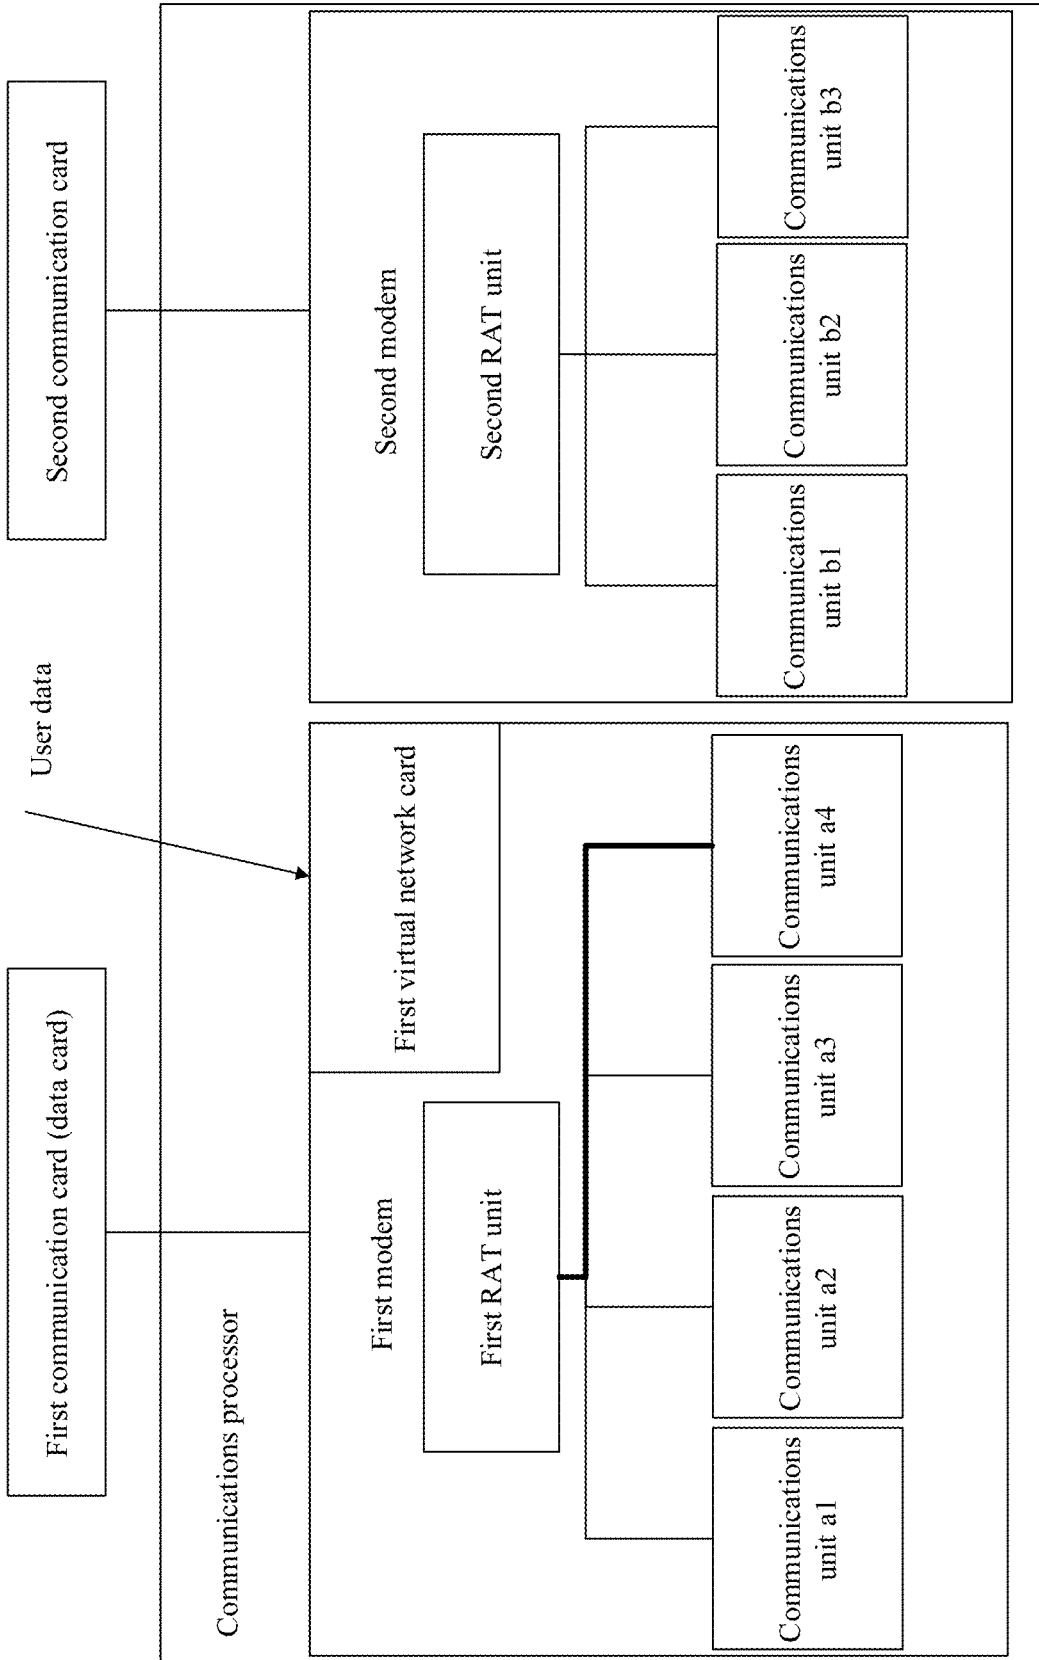 First communication card (data card)
User data
Second communication card
Communications processor
First modem
First virtual network card
First RAT unit
Communications
unit a1
Communications
unit a2
Communications
unit a3
Communications
unit a4
Second modem
Second RAT unit
Communications
unit b1
Communications
unit b2
Communications
unit b3